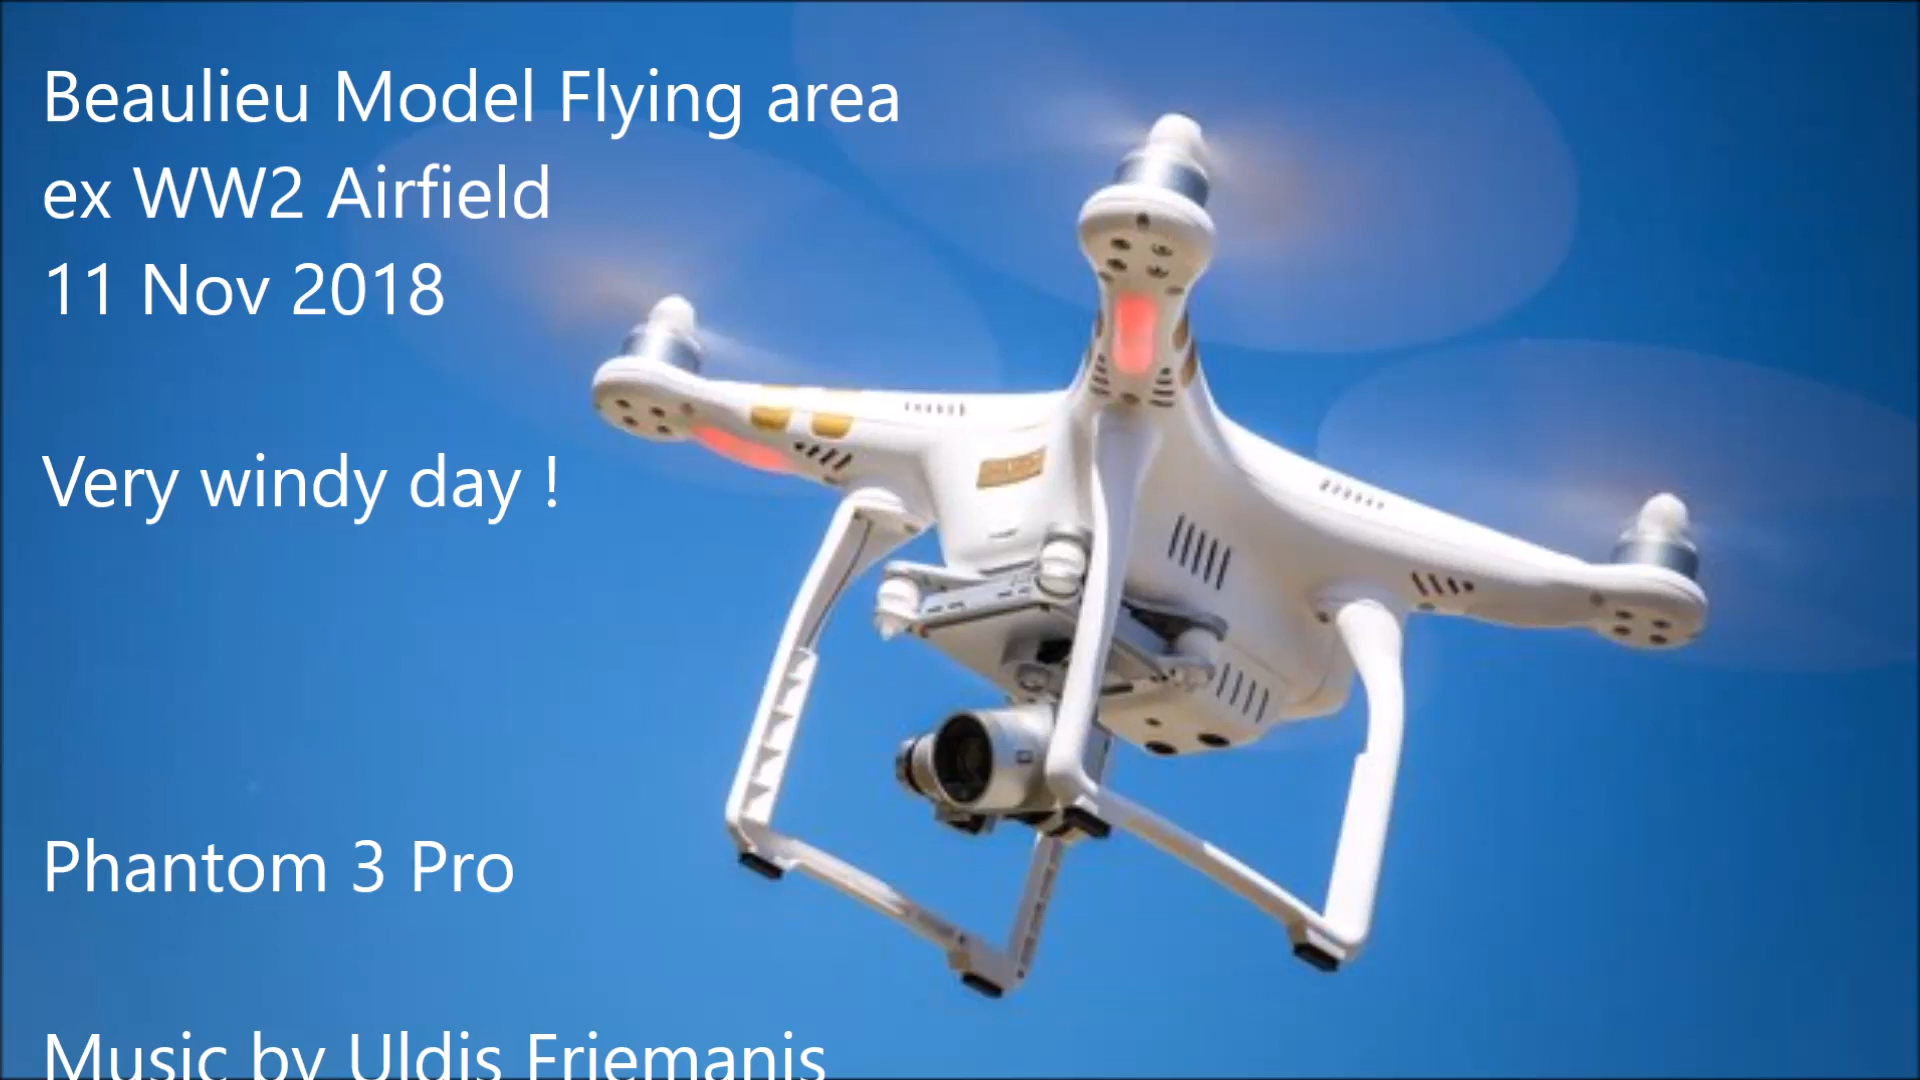 Beaulieu Model Flying area
ex WW2 Airfield
11 Nov 2018
Very windy day !
Phantom 3 Pro
Music by Uldis Friemanis